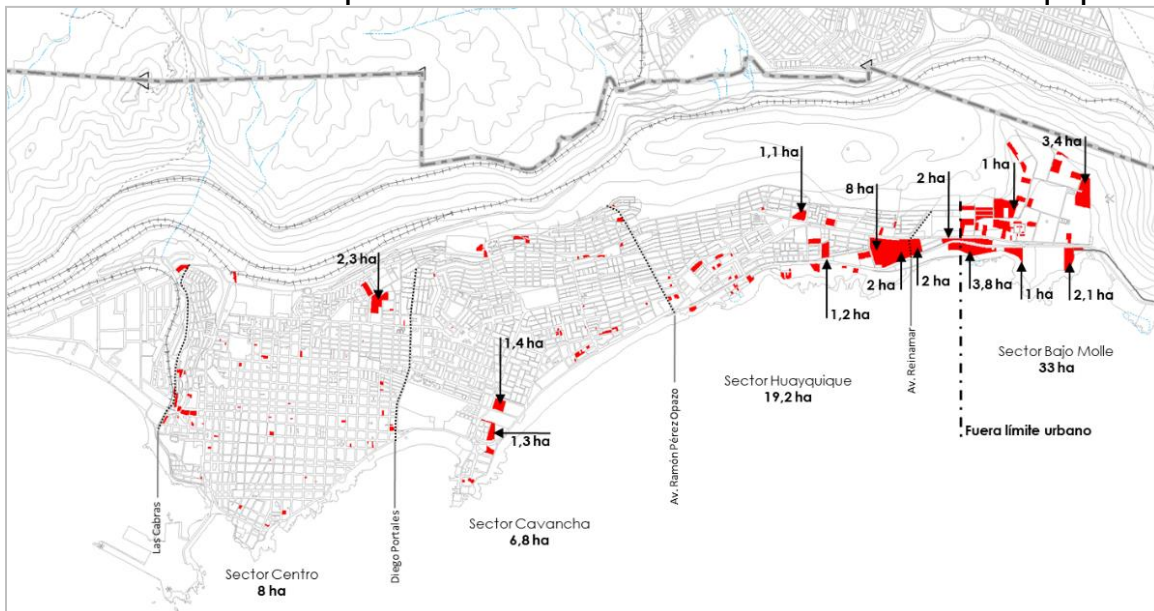 3,4 ha
1,1 ha
1 ha
2 ha
8 ha
2,3 ha
2 ha
2 ha
3,8 ha
1 ha
2,1 ha
1,2 ha
1,4 ha
1,3 ha
Sector Bajo Molle
33 ha
Sector Huayquique
19,2 ha
Fuera límite urbano
Av. Reinamar
Av. Ramón Pérez Opazo
Sector Cavancha
6,8 ha
Diego Portales
Las Cabras
Sector Centro
8 ha